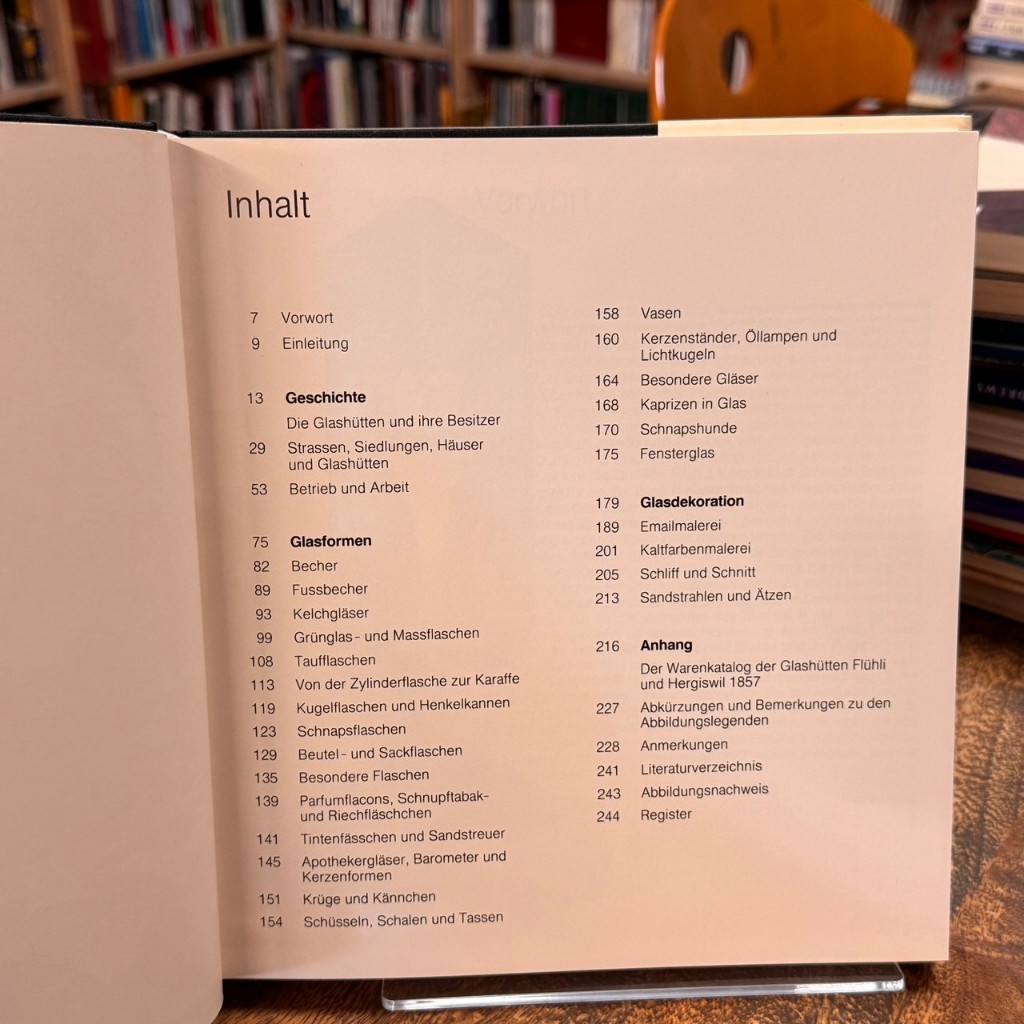 Inhalt
7 Vorwort
9 Einleitung
13 Geschichte
Die Glashütten und ihre Besitzer
29 Strassen, Siedlungen, Häuser
und Glashütten
53 Betrieb und Arbeit
75 Glasformen
82 Becher
89 Fussbecher
93 Kelchgläser
99 Grünglas- und Massflaschen
108 Taufflaschen
113 Von der Zylinderflasche zur Karaffe
119 Kugelflaschen und Henkelkannen
123 Schnapsflaschen
129 Beutel- und Sackflaschen
135 Besondere Flaschen
139 Parfumflacons, Schnupftabak-
und Riechfläschchen
141 Tintenfässchen und Sandstreuer
145 Apothekergläser, Barometer und
Kerzenformen
151 Krüge und Kännchen
154 Schüsseln, Schalen und Tassen
158 Vasen
160 Kerzenständer, Öllampen und
Lichtkugeln
164 Besondere Gläser
168 Kaprizen in Glas
170 Schnapshunde
175 Fensterglas
179 Glasdekoration
189 Emailmalerei
201 Kaltfarbenmalerei
205 Schliff und Schnitt
213 Sandstrahlen und Ätzen
216 Anhang
Der Warenkatalog der Glashütten Flühli
und Hergiswil 1857
227 Abkürzungen und Bemerkungen zu den
Abbildungslegenden
228 Anmerkungen
241 Literaturverzeichnis
243 Abbildungsnachweis
244 Register